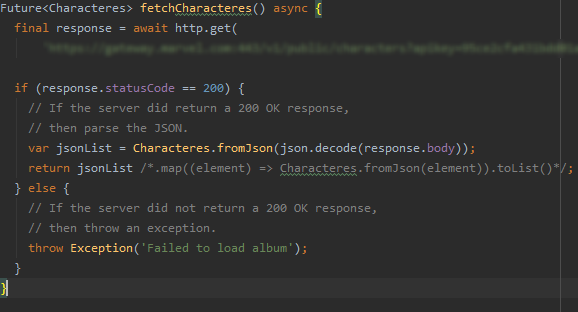 Future<Characteres> fetchCharacteres() async {
final response = await http.get(
if (response.statusCode == 200) {
// If the server did return a 200 OK response,
// then parse the JSON.
var jsonList = Characteres.fromJson(json.decode(response.body));
return jsonList /*.map((element) => Characteres.fromJson(element)).toList()*/;
} else {
// If the server did not return a 200 OK response,
// then throw an exception.
throw Exception('Failed to load album');
}
}